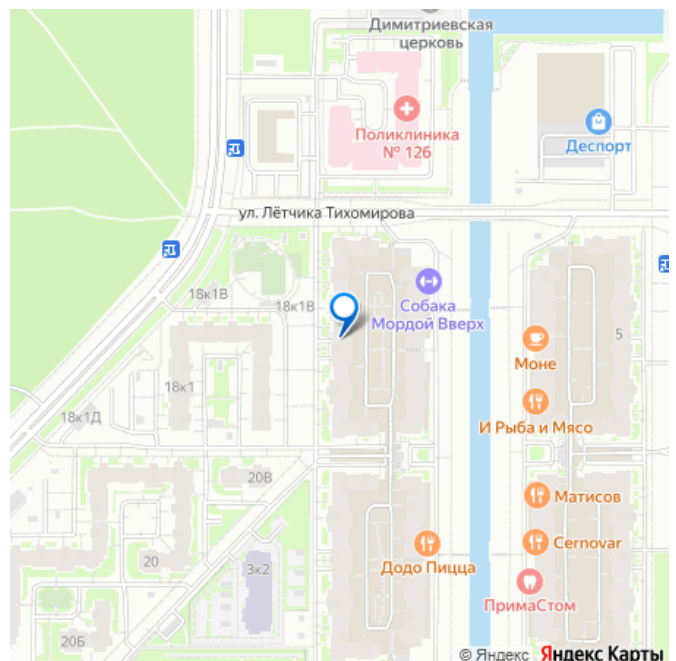 Димитриевская
церковь
Поликлиника
№ 126
Деспорт
ул. Лётчика Тихомирова
18к1В
18к1В
Собака
Мордой Вверх
5
Моне
18к1
И Рыба и Мясо
18к1Д
20В
Матисов
Cernovar
20
3к2
Додо Пицца
ПримаСтом
20Б
© Яндекс Яндекс Карты